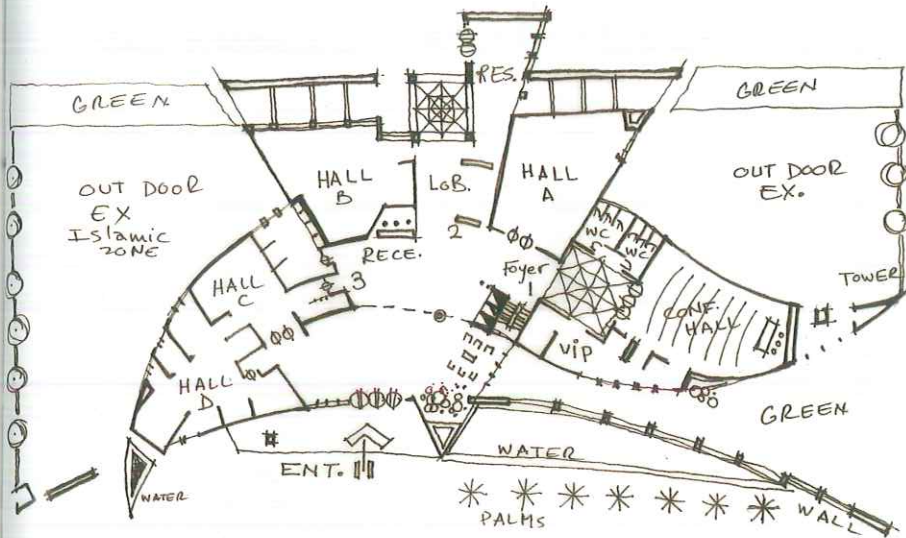 RES.
GREEN
GREEN
OUT DOOR
EX
Islamic
ZONE
HALL
B
LOB.
HALL
A
OUT DOOR
EX.
2
WC
WC
RECE.
Foyer
1
TOWER
HALL
C
3
CONF.
HALL
VIP
HALL
D
GREEN
WATER
ENT.
WATER
PALMS
WALL